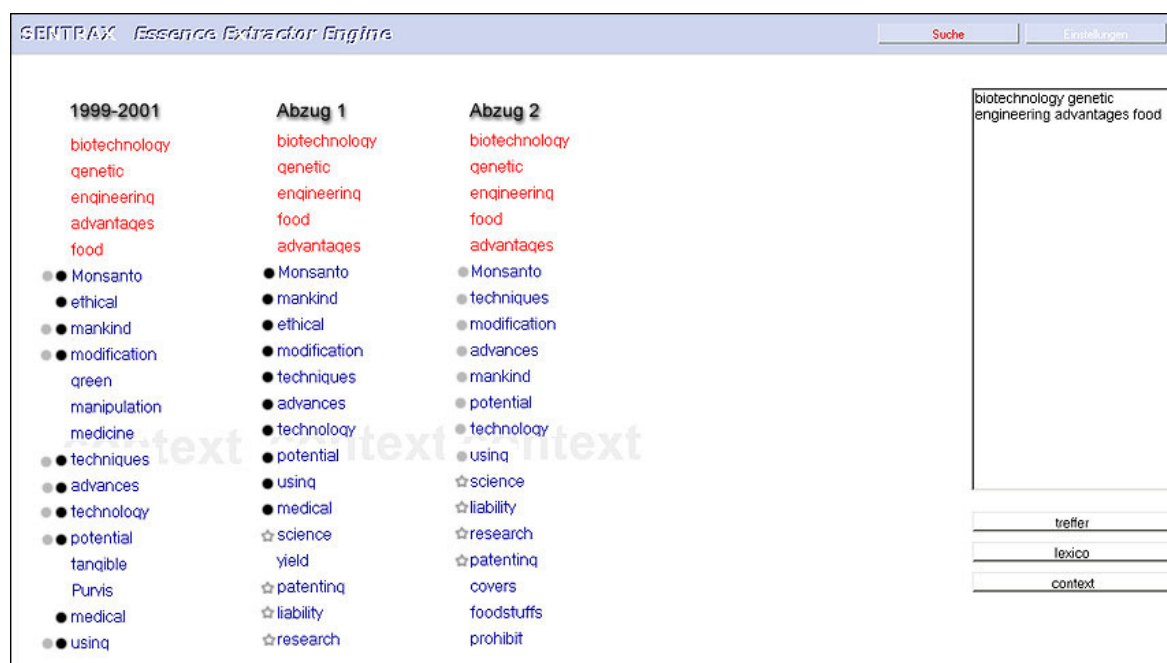 SENTRAX Essence Extractor Engine
Suche
Einstellungen
1999-2001
biotechnology
genetic
engineering
advantages
food
Monsanto
ethical
mankind
modification
green
manipulation
medicine
techniques
advances
technology
potential
tangible
Purvis
medical
using
Abzug 1
biotechnology
genetic
engineering
food
advantages
Monsanto
mankind
ethical
modification
techniques
advances
technology
potential
using
medical
science
yield
patenting
liability
research
Abzug 2
biotechnology
genetic
engineering
food
advantages
Monsanto
techniques
modification
advances
mankind
potential
technology
using
science
liability
research
patenting
covers
foodstuffs
prohibit
context context context
biotechnology genetic
engineering advantages food
treffer
lexico
context